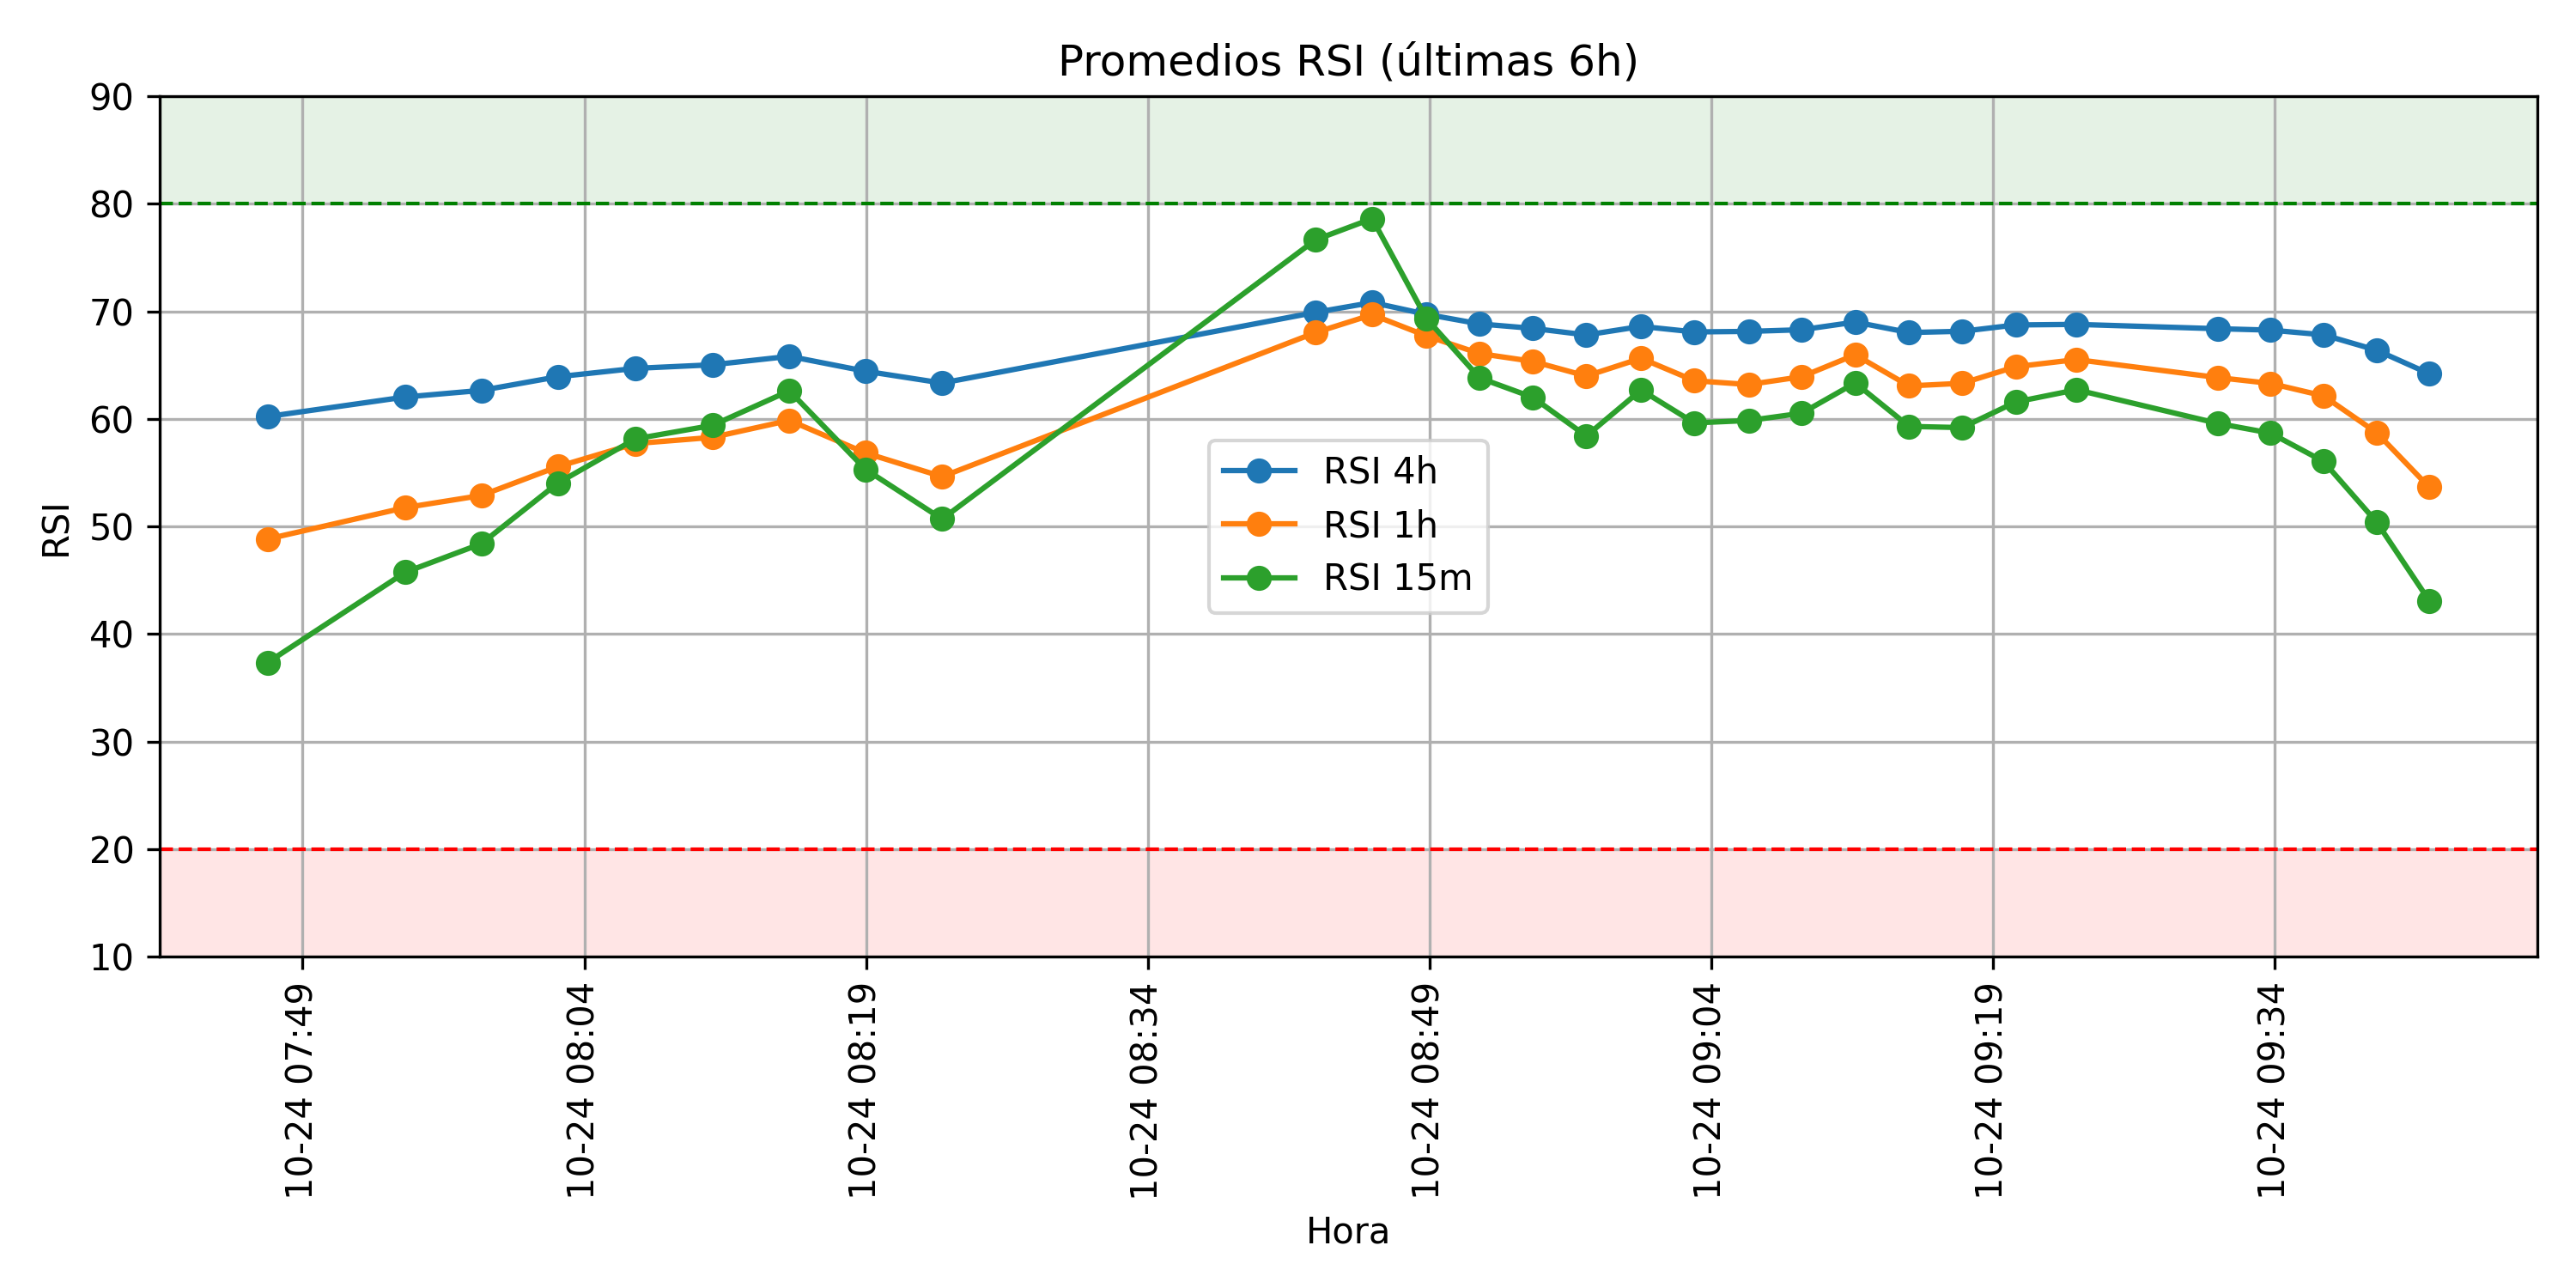 Promedios RSI (últimas 6h)
90
80
70
60
50
40
30
20
10
RSI
RSI 4h
RSI 1h
RSI 15m
10-24 07:49
10-24 08:04
10-24 08:19
10-24 08:34
10-24 08:49
10-24 09:04
10-24 09:19
10-24 09:34
Hora